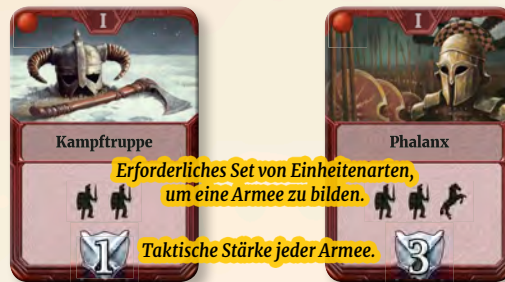 I
I
Kampftruppe
Phalanx
Erforderliches Set von Einheitenarten,
um eine Armee zu bilden.
Taktische Stärke jeder Armee.
1
3